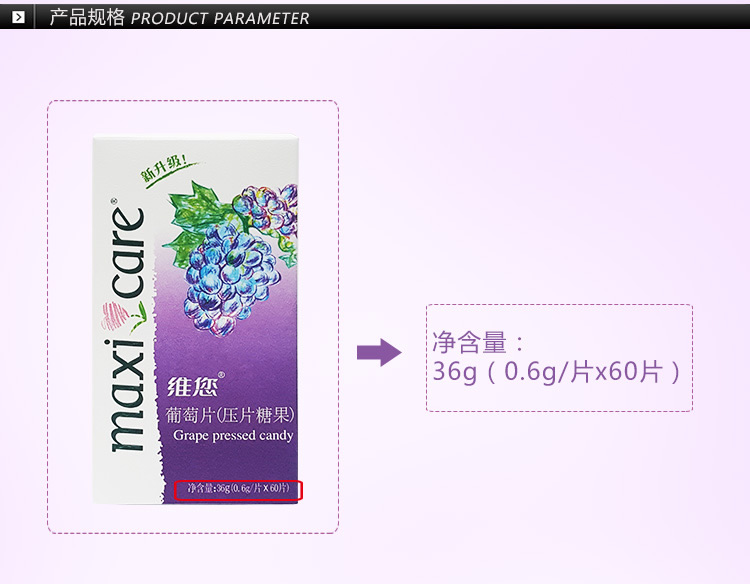 产品规格 PRODUCT PARAMETER
新升级!
maxi care®
维您®
葡萄片(压片糖果)
Grape pressed candy
净含量:36g(0.6g/片X60片)
净含量：
36g（0.6g/片x60片）